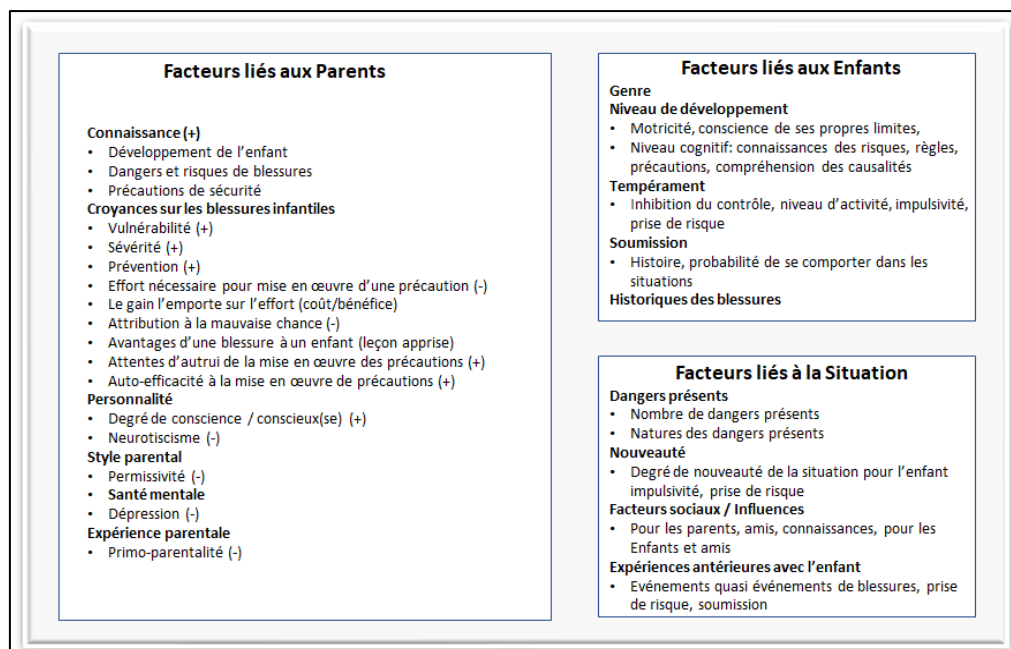 Facteurs liés aux Parents
Connaissance (+)
• Développement de l'enfant
• Dangers et risques de blessures
• Précautions de sécurité
Croyances sur les blessures infantiles
• Vulnérabilité (+)
• Sévérité (+)
• Prévention (+)
• Effort nécessaire pour mise en œuvre d'une précaution (-)
• Le gain l'emporte sur l'effort (coût/bénéfice)
• Attribution à la mauvaise chance (-)
• Avantages d'une blessure à un enfant (leçon apprise)
• Attentes d'autrui de la mise en œuvre des précautions (+)
• Auto-efficacité à la mise en œuvre de précautions (+)
Personnalité
• Degré de conscience / conscieux(se) (+)
• Neurotiscisme (-)
Style parental
• Permissivité (-)
• Santé mentale
• Dépression (-)
Expérience parentale
• Primo-parentalité (-)
Facteurs liés aux Enfants
Genre
Niveau de développement
• Motricité, conscience de ses propres limites,
• Niveau cognitif: connaissances des risques, règles,
précautions, compréhension des causalités
Tempérament
• Inhibition du contrôle, niveau d'activité, impulsivité,
prise de risque
Soumission
• Histoire, probabilité de se comporter dans les
situations
Historiques des blessures
Facteurs liés à la Situation
Dangers présents
• Nombre de dangers présents
• Natures des dangers présents
Nouveauté
• Degré de nouveauté de la situation pour l'enfant
impulsivité, prise de risque
Facteurs sociaux / Influences
• Pour les parents, amis, connaissances, pour les
Enfants et amis
Expériences antérieures avec l'enfant
• Evénements quasi événements de blessures, prise
de risque, soumission